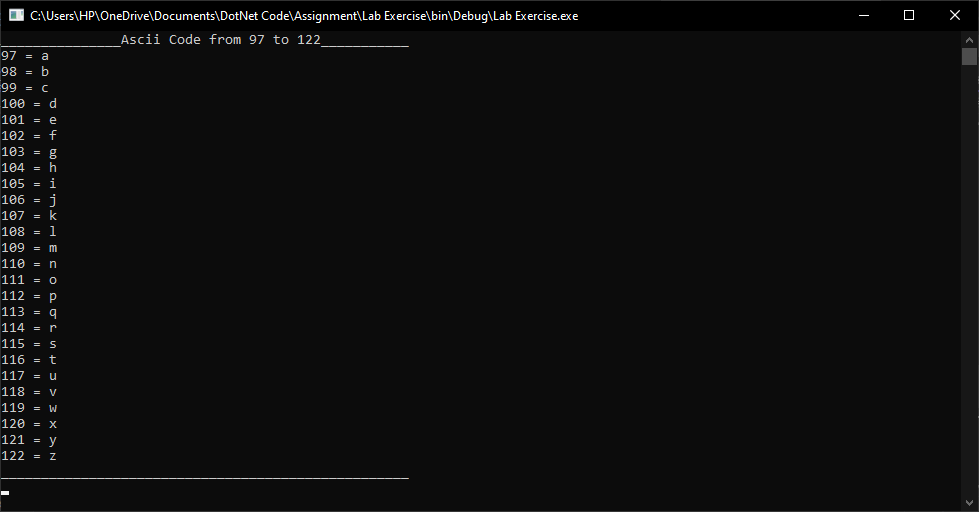 C:\Users\HP\OneDrive\Documents\DotNet Code\Assignment\Lab Exercise\bin\Debug\Lab Exercise.exe
_______________Ascii Code from 97 to 122___________
97 = a
98 = b
99 = c
100 = d
101 = e
102 = f
103 = g
104 = h
105 = i
106 = j
107 = k
108 = l
109 = m
110 = n
111 = o
112 = p
113 = q
114 = r
115 = s
116 = t
117 = u
118 = v
119 = w
120 = x
121 = y
122 = z
___________________________________________________